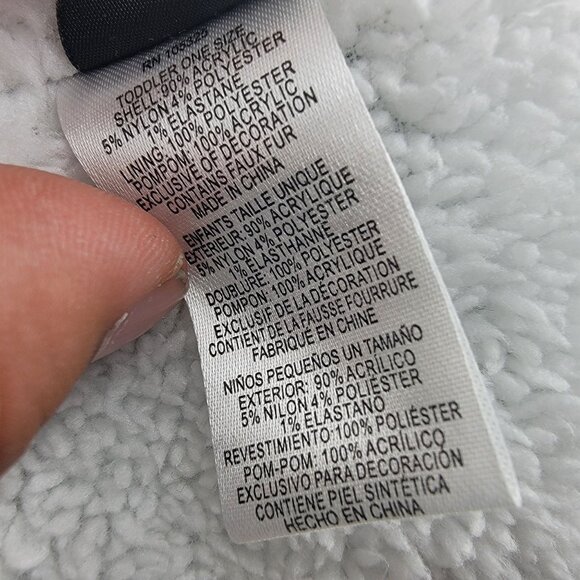 TODDLER ONE SIZE
SHELL: 90% ACRYLIC
5% NYLON 4% POLYESTER
1% ELASTANE
LINING: 100% POLYESTER
POMPOM: 100% ACRYLIC
EXCLUSIVE OF DECORATION
CONTAINS FAUX FUR
MADE IN CHINA
ENFANTS TAILLE UNIQUE
EXTERIEUR: 90% ACRYLIQUE
5% NYLON 4% POLYESTER
1% ELASTHANNE
DOUBLURE: 100% POLYESTER
POMPON: 100% ACRYLIQUE
EXCLUSIF DE LA DÉCORATION
CONTIENT DE LA FAUSSE FOURRURE
FABRIQUE EN CHINE
NIÑOS PEQUEÑOS UN TAMAÑO
EXTERIOR: 90% ACRÍLICO
5% NILON 4% POLIÉSTER
1% ELASTANO
REVESTIMIENTO 100% POLIÉSTER
POM-POM: 100% ACRÍLICO
EXCLUSIVO PARA DECORACIÓN
CONTIENE PIEL SINTÉTICA
HECHO EN CHINA